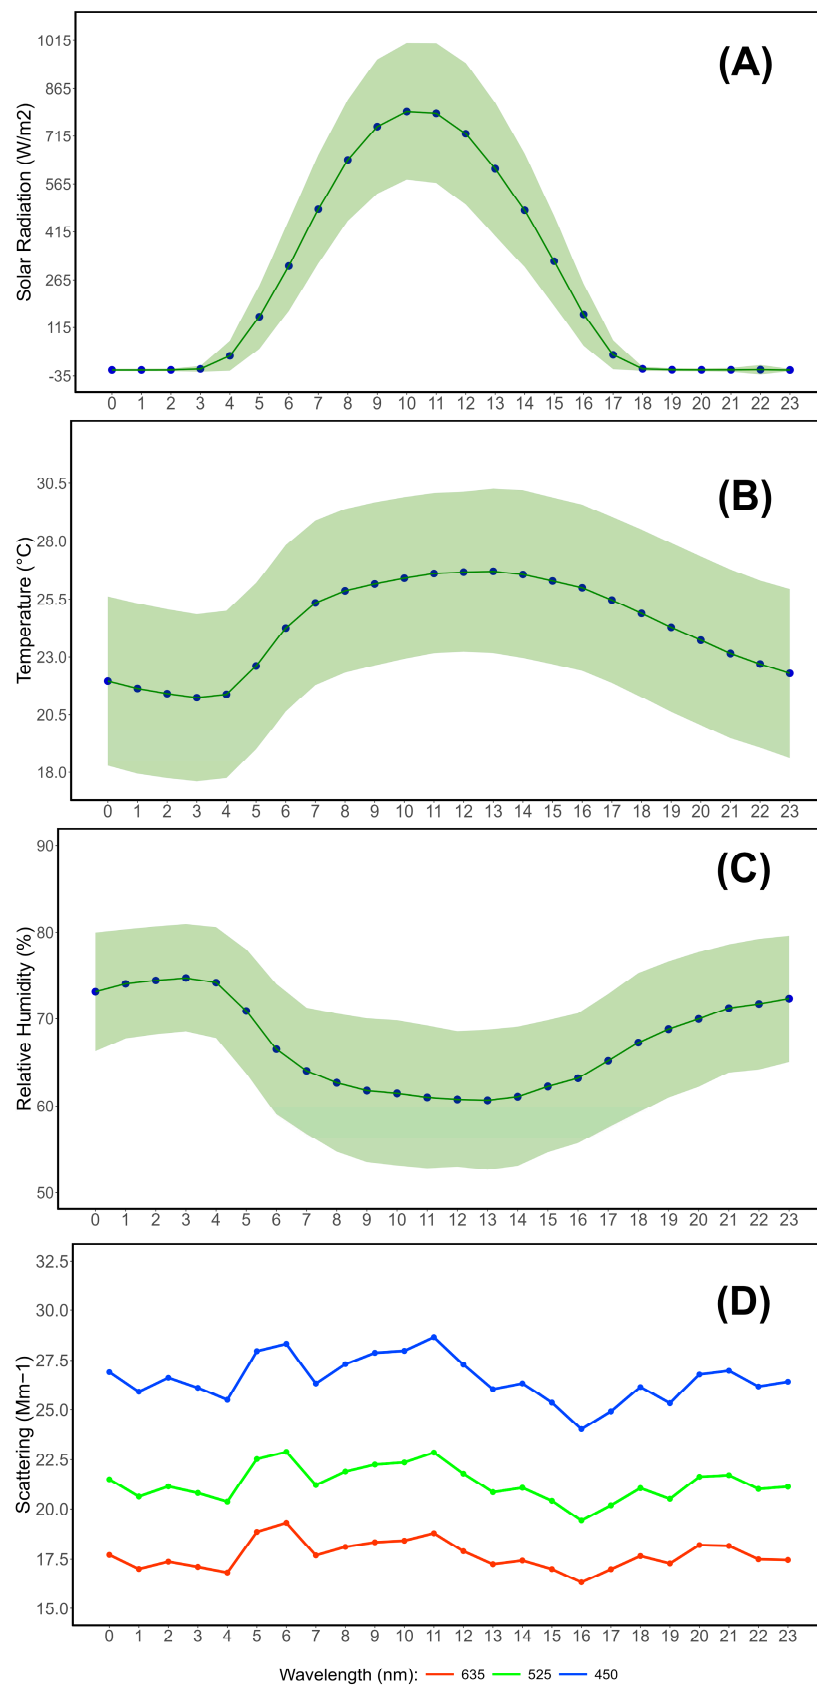 (A)
Solar Radiation (W/m2)
1015
865
715
565
415
265
115
-35
0 1 2 3 4 5 6 7 8 9 10 11 12 13 14 15 16 17 18 19 20 21 22 23
(B)
Temperature (°C)
30.5
28.0
25.5
23.0
20.5
18.0
0 1 2 3 4 5 6 7 8 9 10 11 12 13 14 15 16 17 18 19 20 21 22 23
(C)
Relative Humidity (%)
90
80
70
60
50
0 1 2 3 4 5 6 7 8 9 10 11 12 13 14 15 16 17 18 19 20 21 22 23
(D)
Scattering (Mm−1)
32.5
30.0
27.5
25.0
22.5
20.0
17.5
15.0
0 1 2 3 4 5 6 7 8 9 10 11 12 13 14 15 16 17 18 19 20 21 22 23
Wavelength (nm): 635 525 450